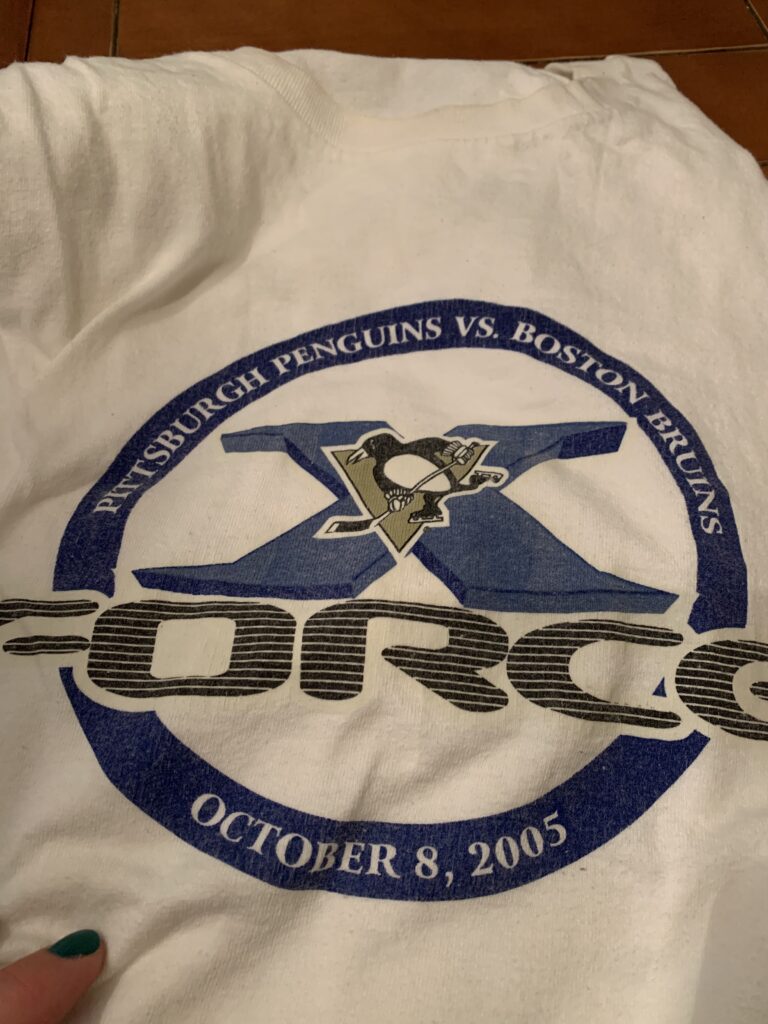 PITTSBURGH PENGUINS VS. BOSTON BRUINS
X
FORCE
OCTOBER 8, 2005